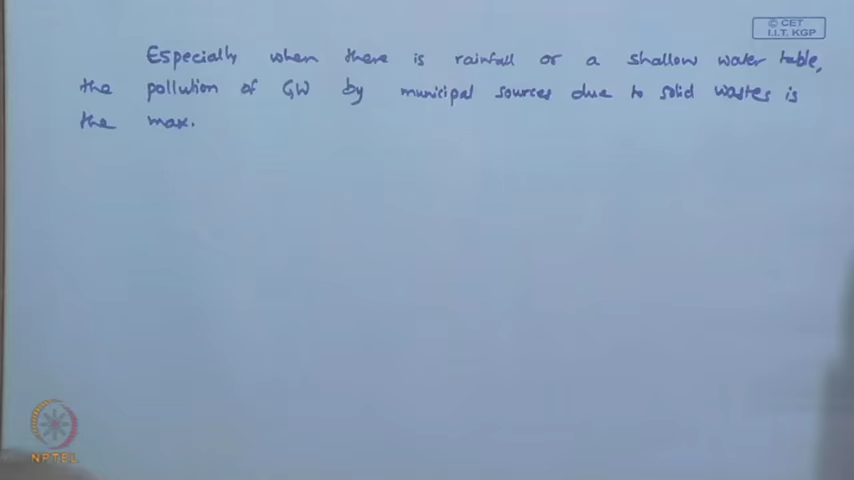 © CET
I.I.T. KGP
Especially when there is rainfall or a shallow water table,
the pollution of GW by municipal sources due to solid wastes is
the max.
NPTEL